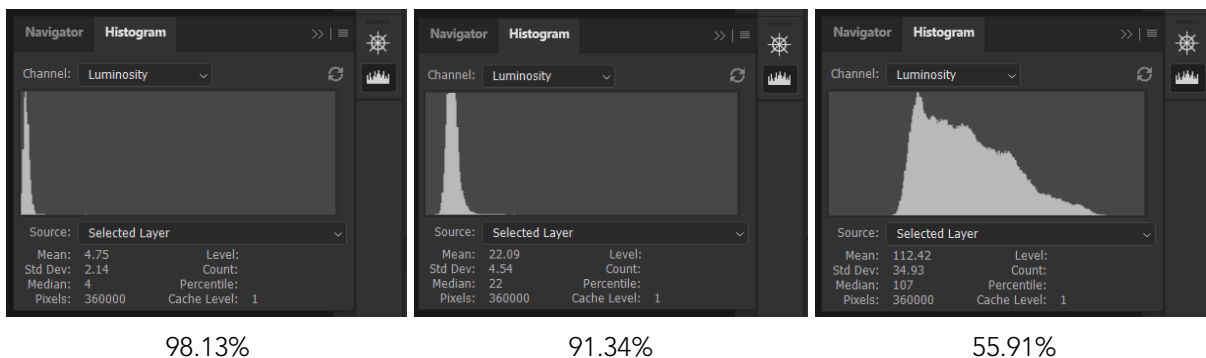 Navigator Histogram >> | ≡
Channel: Luminosity
Source: Selected Layer
Mean: 4.75 Level:
Std Dev: 2.14 Count:
Median: 4 Percentile:
Pixels: 360000 Cache Level: 1
98.13%
Navigator Histogram >> | ≡
Channel: Luminosity
Source: Selected Layer
Mean: 22.09 Level:
Std Dev: 4.54 Count:
Median: 22 Percentile:
Pixels: 360000 Cache Level: 1
91.34%
Navigator Histogram >> | ≡
Channel: Luminosity
Source: Selected Layer
Mean: 112.42 Level:
Std Dev: 34.93 Count:
Median: 107 Percentile:
Pixels: 360000 Cache Level: 1
55.91%